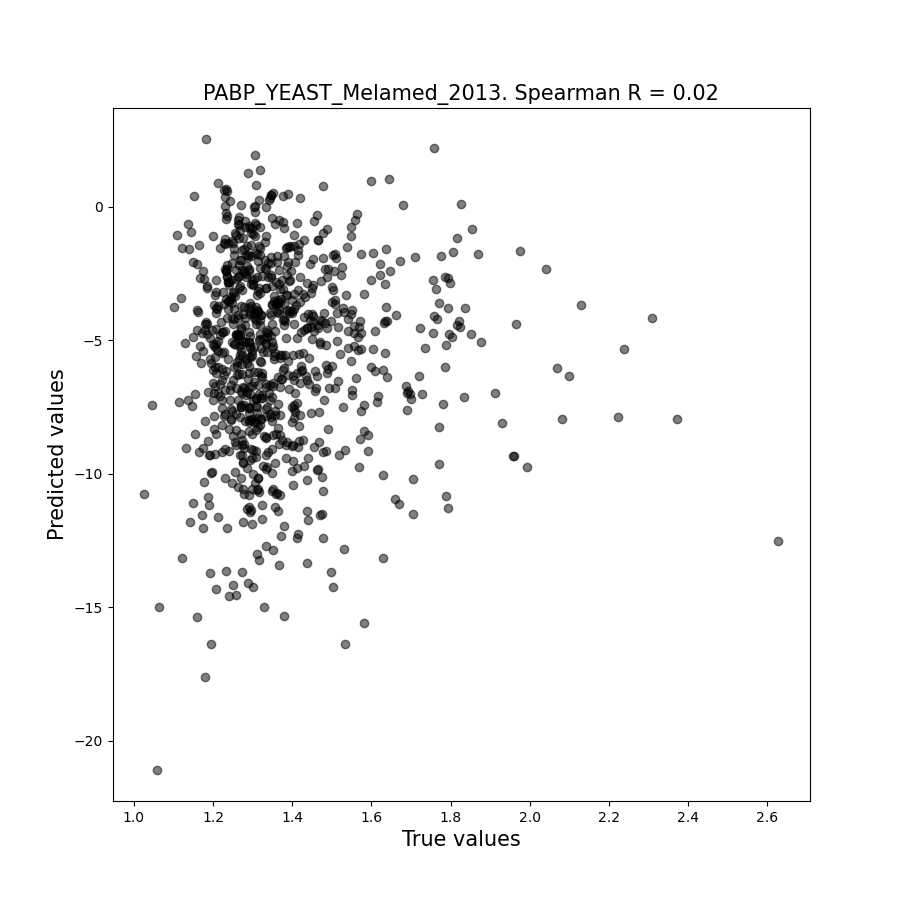 PABP_YEAST_Melamed_2013. Spearman R = 0.02
0
−5
−10
−15
−20
Predicted values
1.0 1.2 1.4 1.6 1.8 2.0 2.2 2.4 2.6
True values